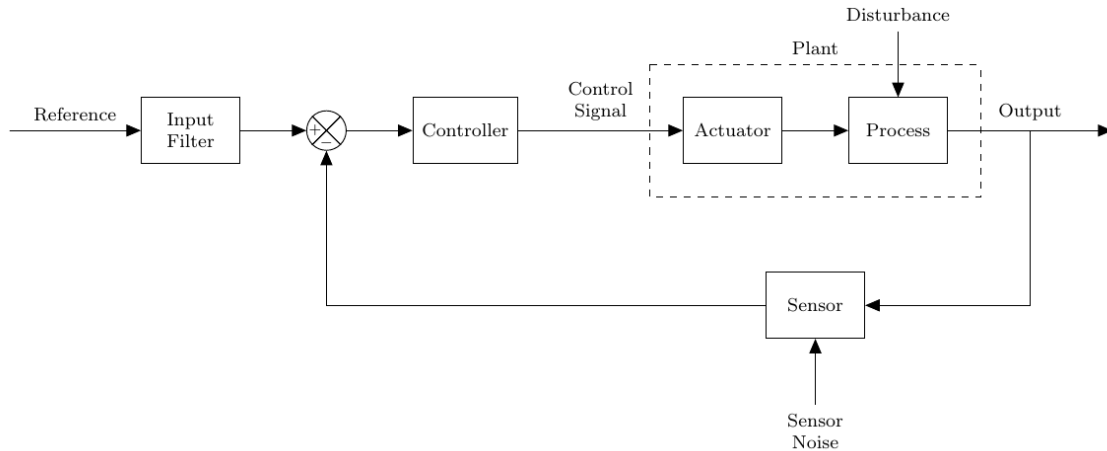 Disturbance
Plant
Control
Signal
Reference
Input
Filter
+
−
Controller
Actuator
Process
Output
Sensor
Sensor
Noise